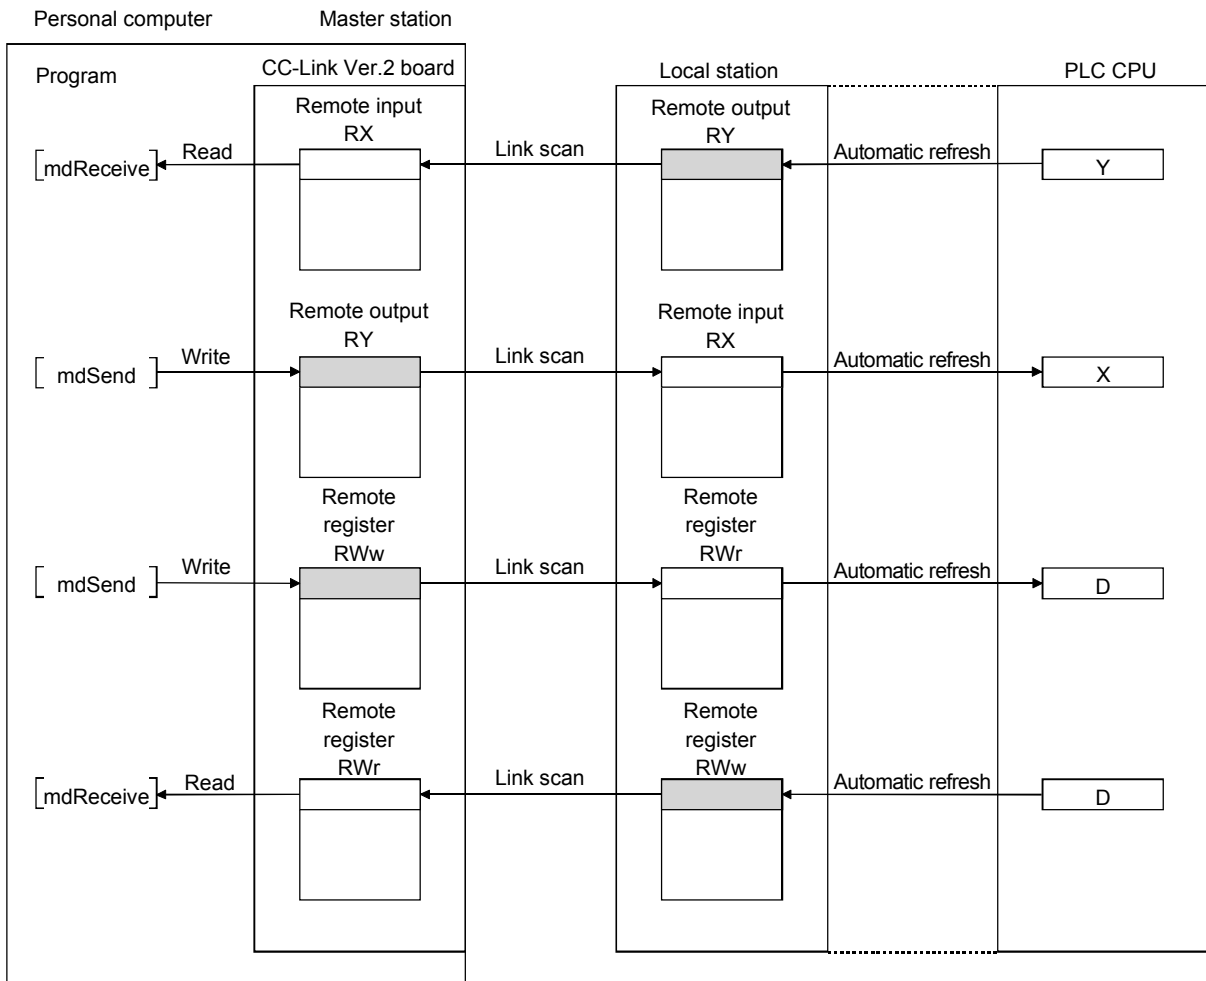 Personal computer
Master station
Program
CC-Link Ver.2 board
Local station
PLC CPU
Remote input
RX
Remote output
RY
mdReceive
Read
Link scan
Automatic refresh
Y
Remote output
RY
Remote input
RX
mdSend
Write
Link scan
Automatic refresh
X
Remote
register
RWw
Remote
register
RWr
mdSend
Write
Link scan
Automatic refresh
D
Remote
register
RWr
Remote
register
RWw
mdReceive
Read
Link scan
Automatic refresh
D